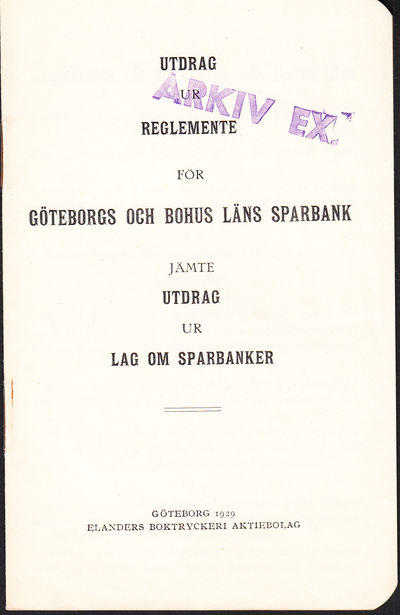 UTDRAG
UR
ARKIV EX.
REGLEMENTE
FÖR
GÖTEBORGS OCH BOHUS LÄNS SPARBANK
JÄMTE
UTDRAG
UR
LAG OM SPARBANKER
GÖTEBORG 1929
ELANDERS BOKTRYCKERI AKTIEBOLAG